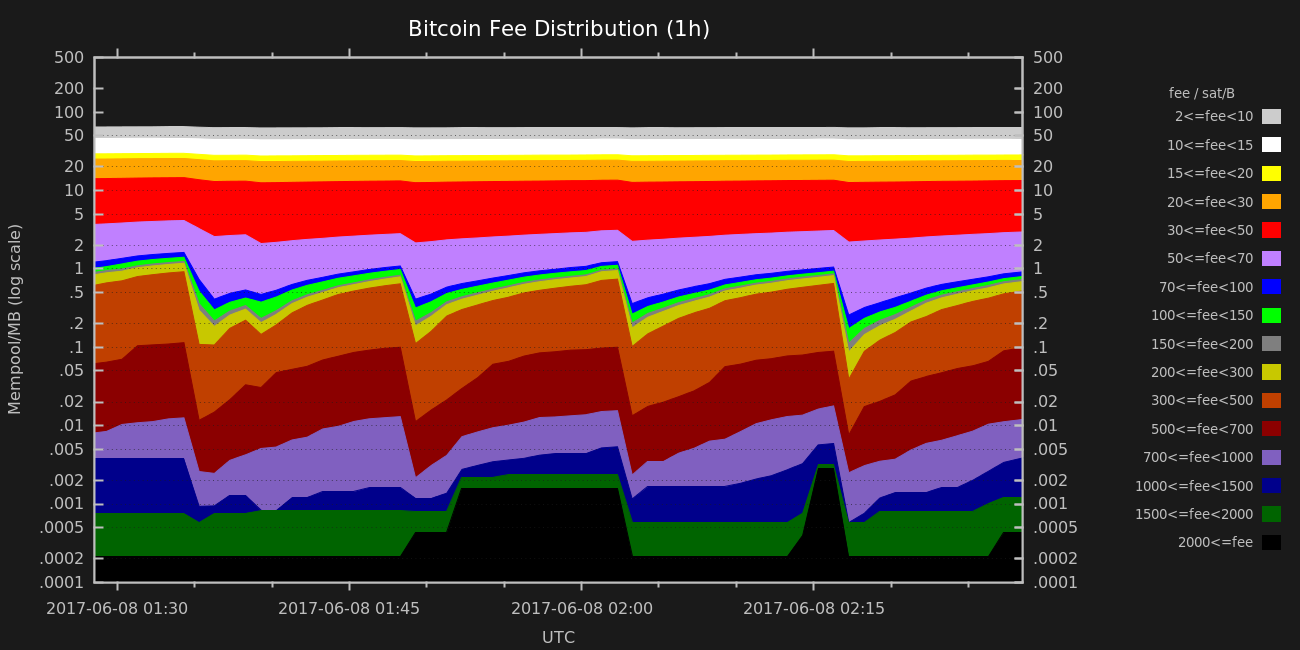 Bitcoin Fee Distribution (1h)
500
200
100
50
20
10
5
2
1
.5
.2
.1
.05
.02
.01
.005
.002
.001
.0005
.0002
.0001
Mempool/MB (log scale)
500
200
100
50
20
10
5
2
1
.5
.2
.1
.05
.02
.01
.005
.002
.001
.0005
.0002
.0001
2017-06-08 01:30
2017-06-08 01:45
2017-06-08 02:00
2017-06-08 02:15
UTC
fee / sat/B
2<=fee<10
10<=fee<15
15<=fee<20
20<=fee<30
30<=fee<50
50<=fee<70
70<=fee<100
100<=fee<150
150<=fee<200
200<=fee<300
300<=fee<500
500<=fee<700
700<=fee<1000
1000<=fee<1500
1500<=fee<2000
2000<=fee